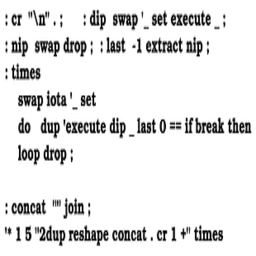 : cr "\n" . ; : dip swap '_ set execute _ ;
: nip swap drop ; : last -1 extract nip ;
: times
swap iota '_ set
do dup 'execute dip _ last 0 == if break then
loop drop ;
: concat "" join ;
'* 1 5 "2dup reshape concat . cr 1 +" times